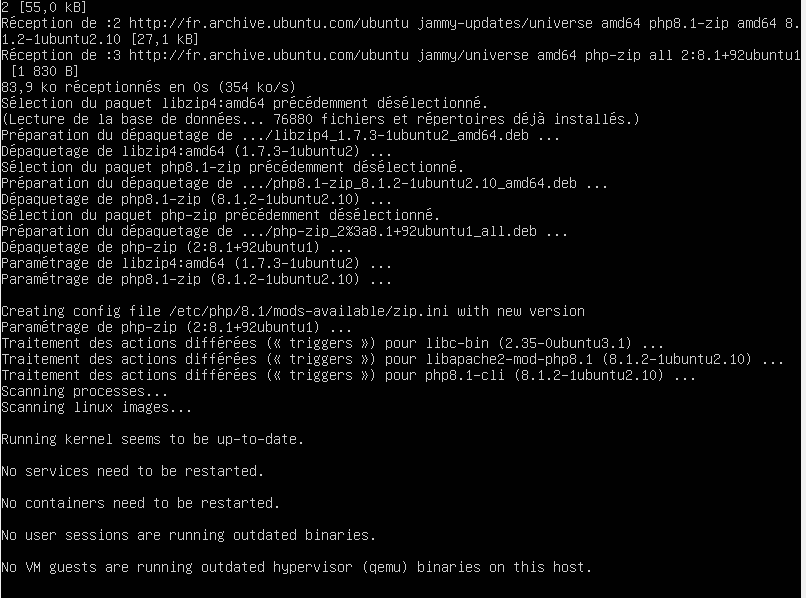 2 [55,0 kB]
Réception de :2 http://fr.archive.ubuntu.com/ubuntu jammy-updates/universe amd64 php8.1-zip amd64 8.
1.2-1ubuntu2.10 [27,1 kB]
Réception de :3 http://fr.archive.ubuntu.com/ubuntu jammy/universe amd64 php-zip all 2:8.1+92ubuntu1
 [1 830 B]
83,9 ko réceptionnés en 0s (354 ko/s)
Sélection du paquet libzip4:amd64 précédemment désélectionné.
(Lecture de la base de données... 76880 fichiers et répertoires déjà installés.)
Préparation du dépaquetage de .../libzip4_1.7.3-1ubuntu2_amd64.deb ...
Dépaquetage de libzip4:amd64 (1.7.3-1ubuntu2) ...
Sélection du paquet php8.1-zip précédemment désélectionné.
Préparation du dépaquetage de .../php8.1-zip_8.1.2-1ubuntu2.10_amd64.deb ...
Dépaquetage de php8.1-zip (8.1.2-1ubuntu2.10) ...
Sélection du paquet php-zip précédemment désélectionné.
Préparation du dépaquetage de .../php-zip_2%3a8.1+92ubuntu1_all.deb ...
Dépaquetage de php-zip (2:8.1+92ubuntu1) ...
Paramétrage de libzip4:amd64 (1.7.3-1ubuntu2) ...
Paramétrage de php8.1-zip (8.1.2-1ubuntu2.10) ...

Creating config file /etc/php/8.1/mods-available/zip.ini with new version
Paramétrage de php-zip (2:8.1+92ubuntu1) ...
Traitement des actions différées (« triggers ») pour libc-bin (2.35-0ubuntu3.1) ...
Traitement des actions différées (« triggers ») pour libapache2-mod-php8.1 (8.1.2-1ubuntu2.10) ...
Traitement des actions différées (« triggers ») pour php8.1-cli (8.1.2-1ubuntu2.10) ...
Scanning processes...
Scanning linux images...

Running kernel seems to be up-to-date.

No services need to be restarted.

No containers need to be restarted.

No user sessions are running outdated binaries.

No VM guests are running outdated hypervisor (qemu) binaries on this host.